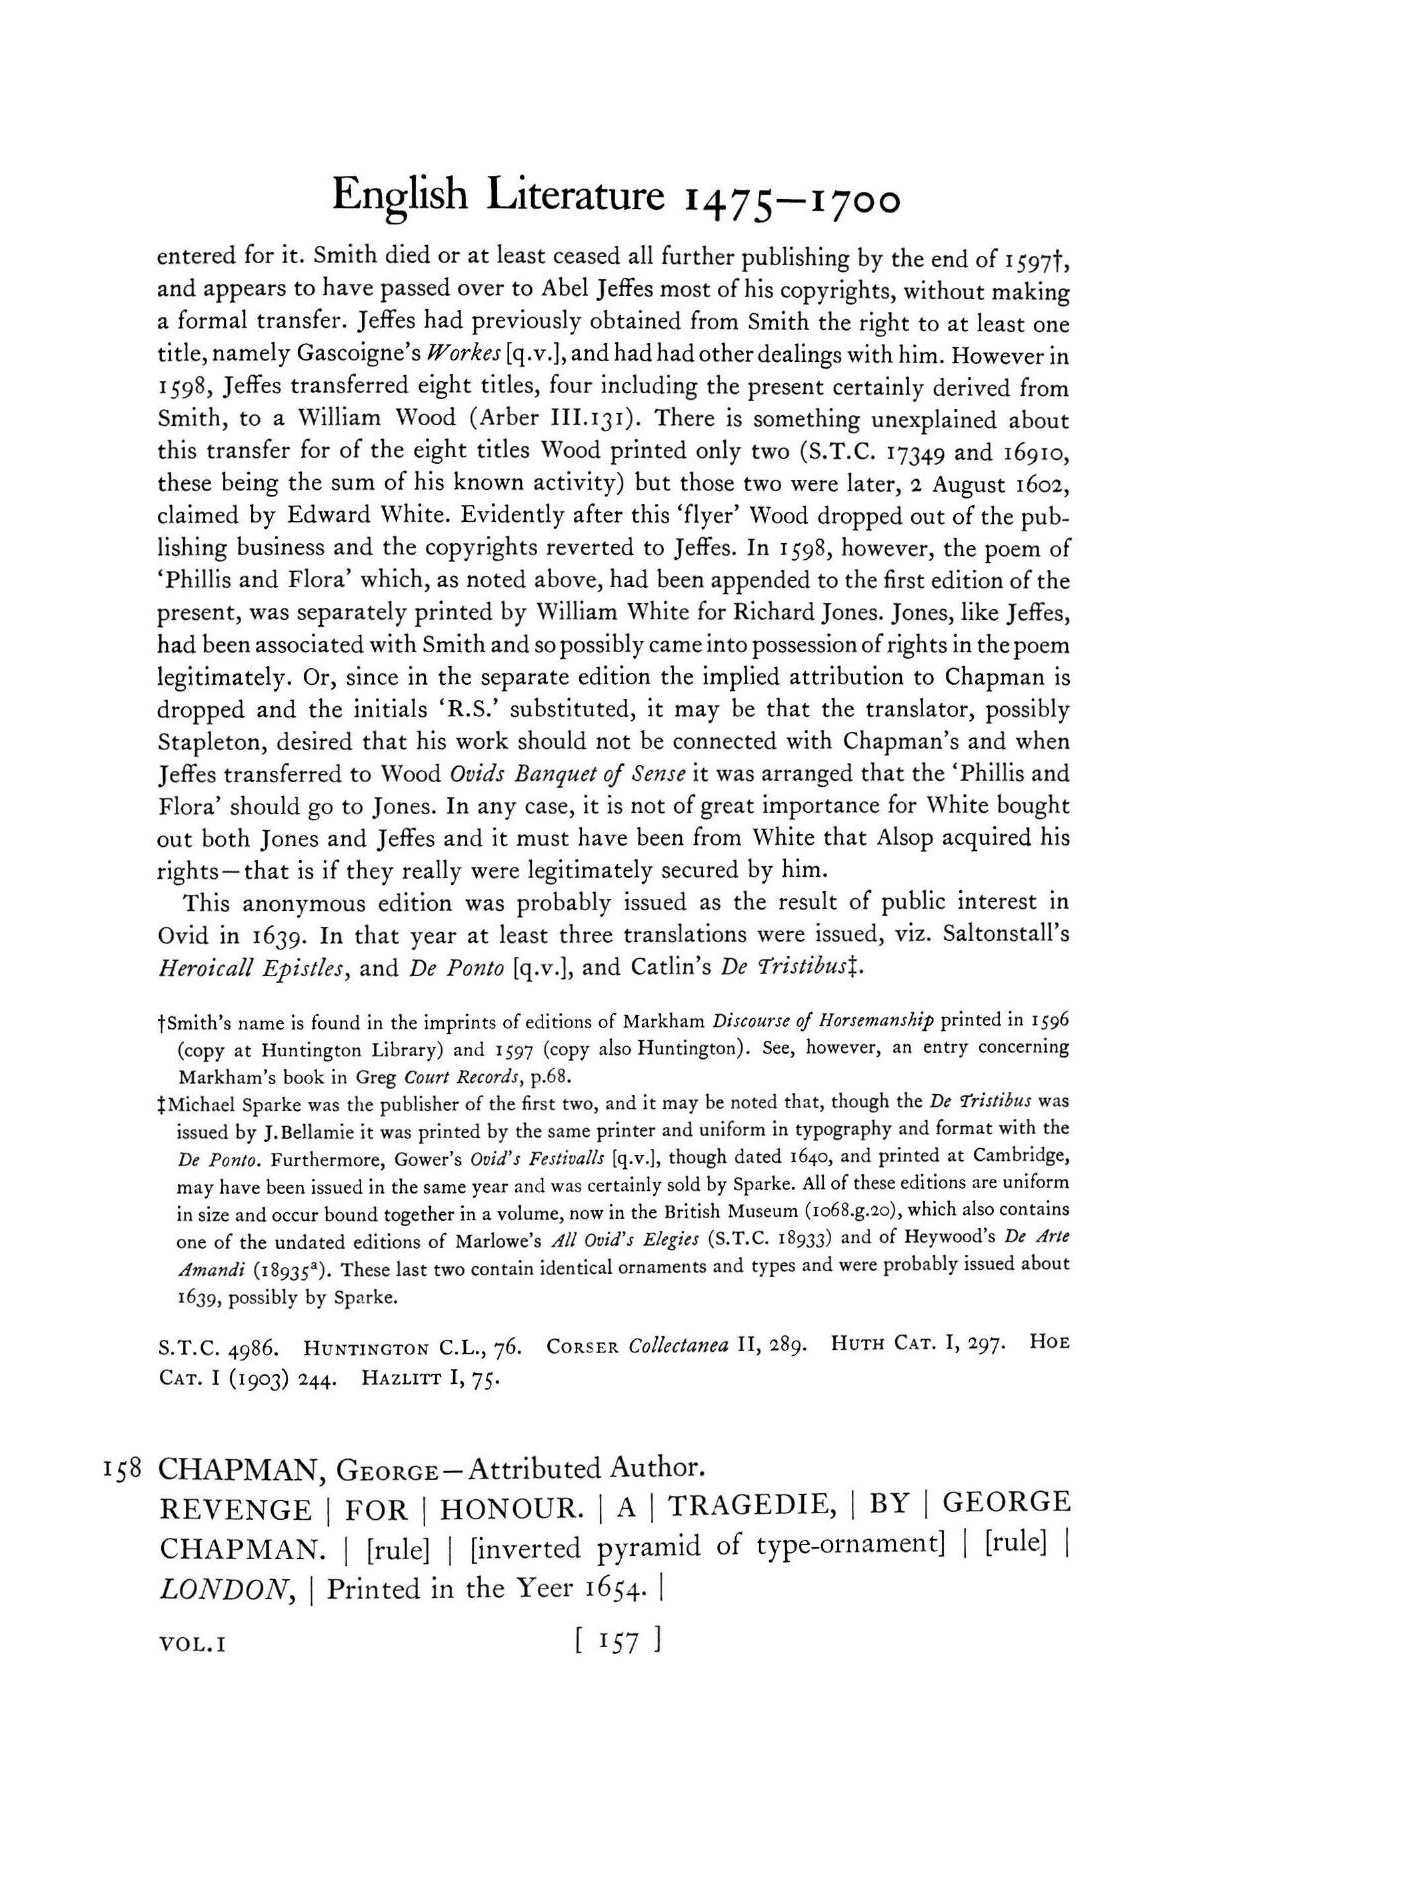 English Literature 1475—1700
entered for it. Smith died or at least ceased all further publishing by the end of 1597†,
and appears to have passed over to Abel Jeffes most of his copyrights, without making
a formal transfer. Jeffes had previously obtained from Smith the right to at least one
title, namely Gascoigne's Workes [q.v.], and had had other dealings with him. However in
1598, Jeffes transferred eight titles, four including the present certainly derived from
Smith, to a William Wood (Arber III.131). There is something unexplained about
this transfer for of the eight titles Wood printed only two (S.T.C. 17349 and 16910,
these being the sum of his known activity) but those two were later, 2 August 1602,
claimed by Edward White. Evidently after this ‘flyer’ Wood dropped out of the pub-
lishing business and the copyrights reverted to Jeffes. In 1598, however, the poem of
‘Phillis and Flora’ which, as noted above, had been appended to the first edition of the
present, was separately printed by William White for Richard Jones. Jones, like Jeffes,
had been associated with Smith and so possibly came into possession of rights in the poem
legitimately. Or, since in the separate edition the implied attribution to Chapman is
dropped and the initials ‘R.S.’ substituted, it may be that the translator, possibly
Stapleton, desired that his work should not be connected with Chapman's and when
Jeffes transferred to Wood Ovids Banquet of Sense it was arranged that the ‘Phillis and
Flora’ should go to Jones. In any case, it is not of great importance for White bought
out both Jones and Jeffes and it must have been from White that Alsop acquired his
rights—that is if they really were legitimately secured by him.
This anonymous edition was probably issued as the result of public interest in
Ovid in 1639. In that year at least three translations were issued, viz. Saltonstall's
Heroicall Epistles, and De Ponto [q.v.], and Catlin's De Tristibus‡.
†Smith's name is found in the imprints of editions of Markham Discourse of Horsemanship printed in 1596
(copy at Huntington Library) and 1597 (copy also Huntington). See, however, an entry concerning
Markham's book in Greg Court Records, p.68.
‡Michael Sparke was the publisher of the first two, and it may be noted that, though the De Tristibus was
issued by J.Bellamie it was printed by the same printer and uniform in typography and format with the
De Ponto. Furthermore, Gower's Ovid's Festivalls [q.v.], though dated 1640, and printed at Cambridge,
may have been issued in the same year and was certainly sold by Sparke. All of these editions are uniform
in size and occur bound together in a volume, now in the British Museum (1068.g.20), which also contains
one of the undated editions of Marlowe's All Ovid's Elegies (S.T.C. 18933) and of Heywood's De Arte
Amandi (18935ª). These last two contain identical ornaments and types and were probably issued about
1639, possibly by Sparke.
S.T.C. 4986. HUNTINGTON C.L., 76. CORSER Collectanea II, 289. HUTH CAT. I, 297. HOE
CAT. I (1903) 244. HAZLITT I, 75.
158 CHAPMAN, GEORGE—Attributed Author.
REVENGE | FOR | HONOUR. | A | TRAGEDIE, | BY | GEORGE
CHAPMAN. | [rule] | [inverted pyramid of type-ornament] | [rule] |
LONDON, | Printed in the Yeer 1654. |
VOL.I [ 157 ]